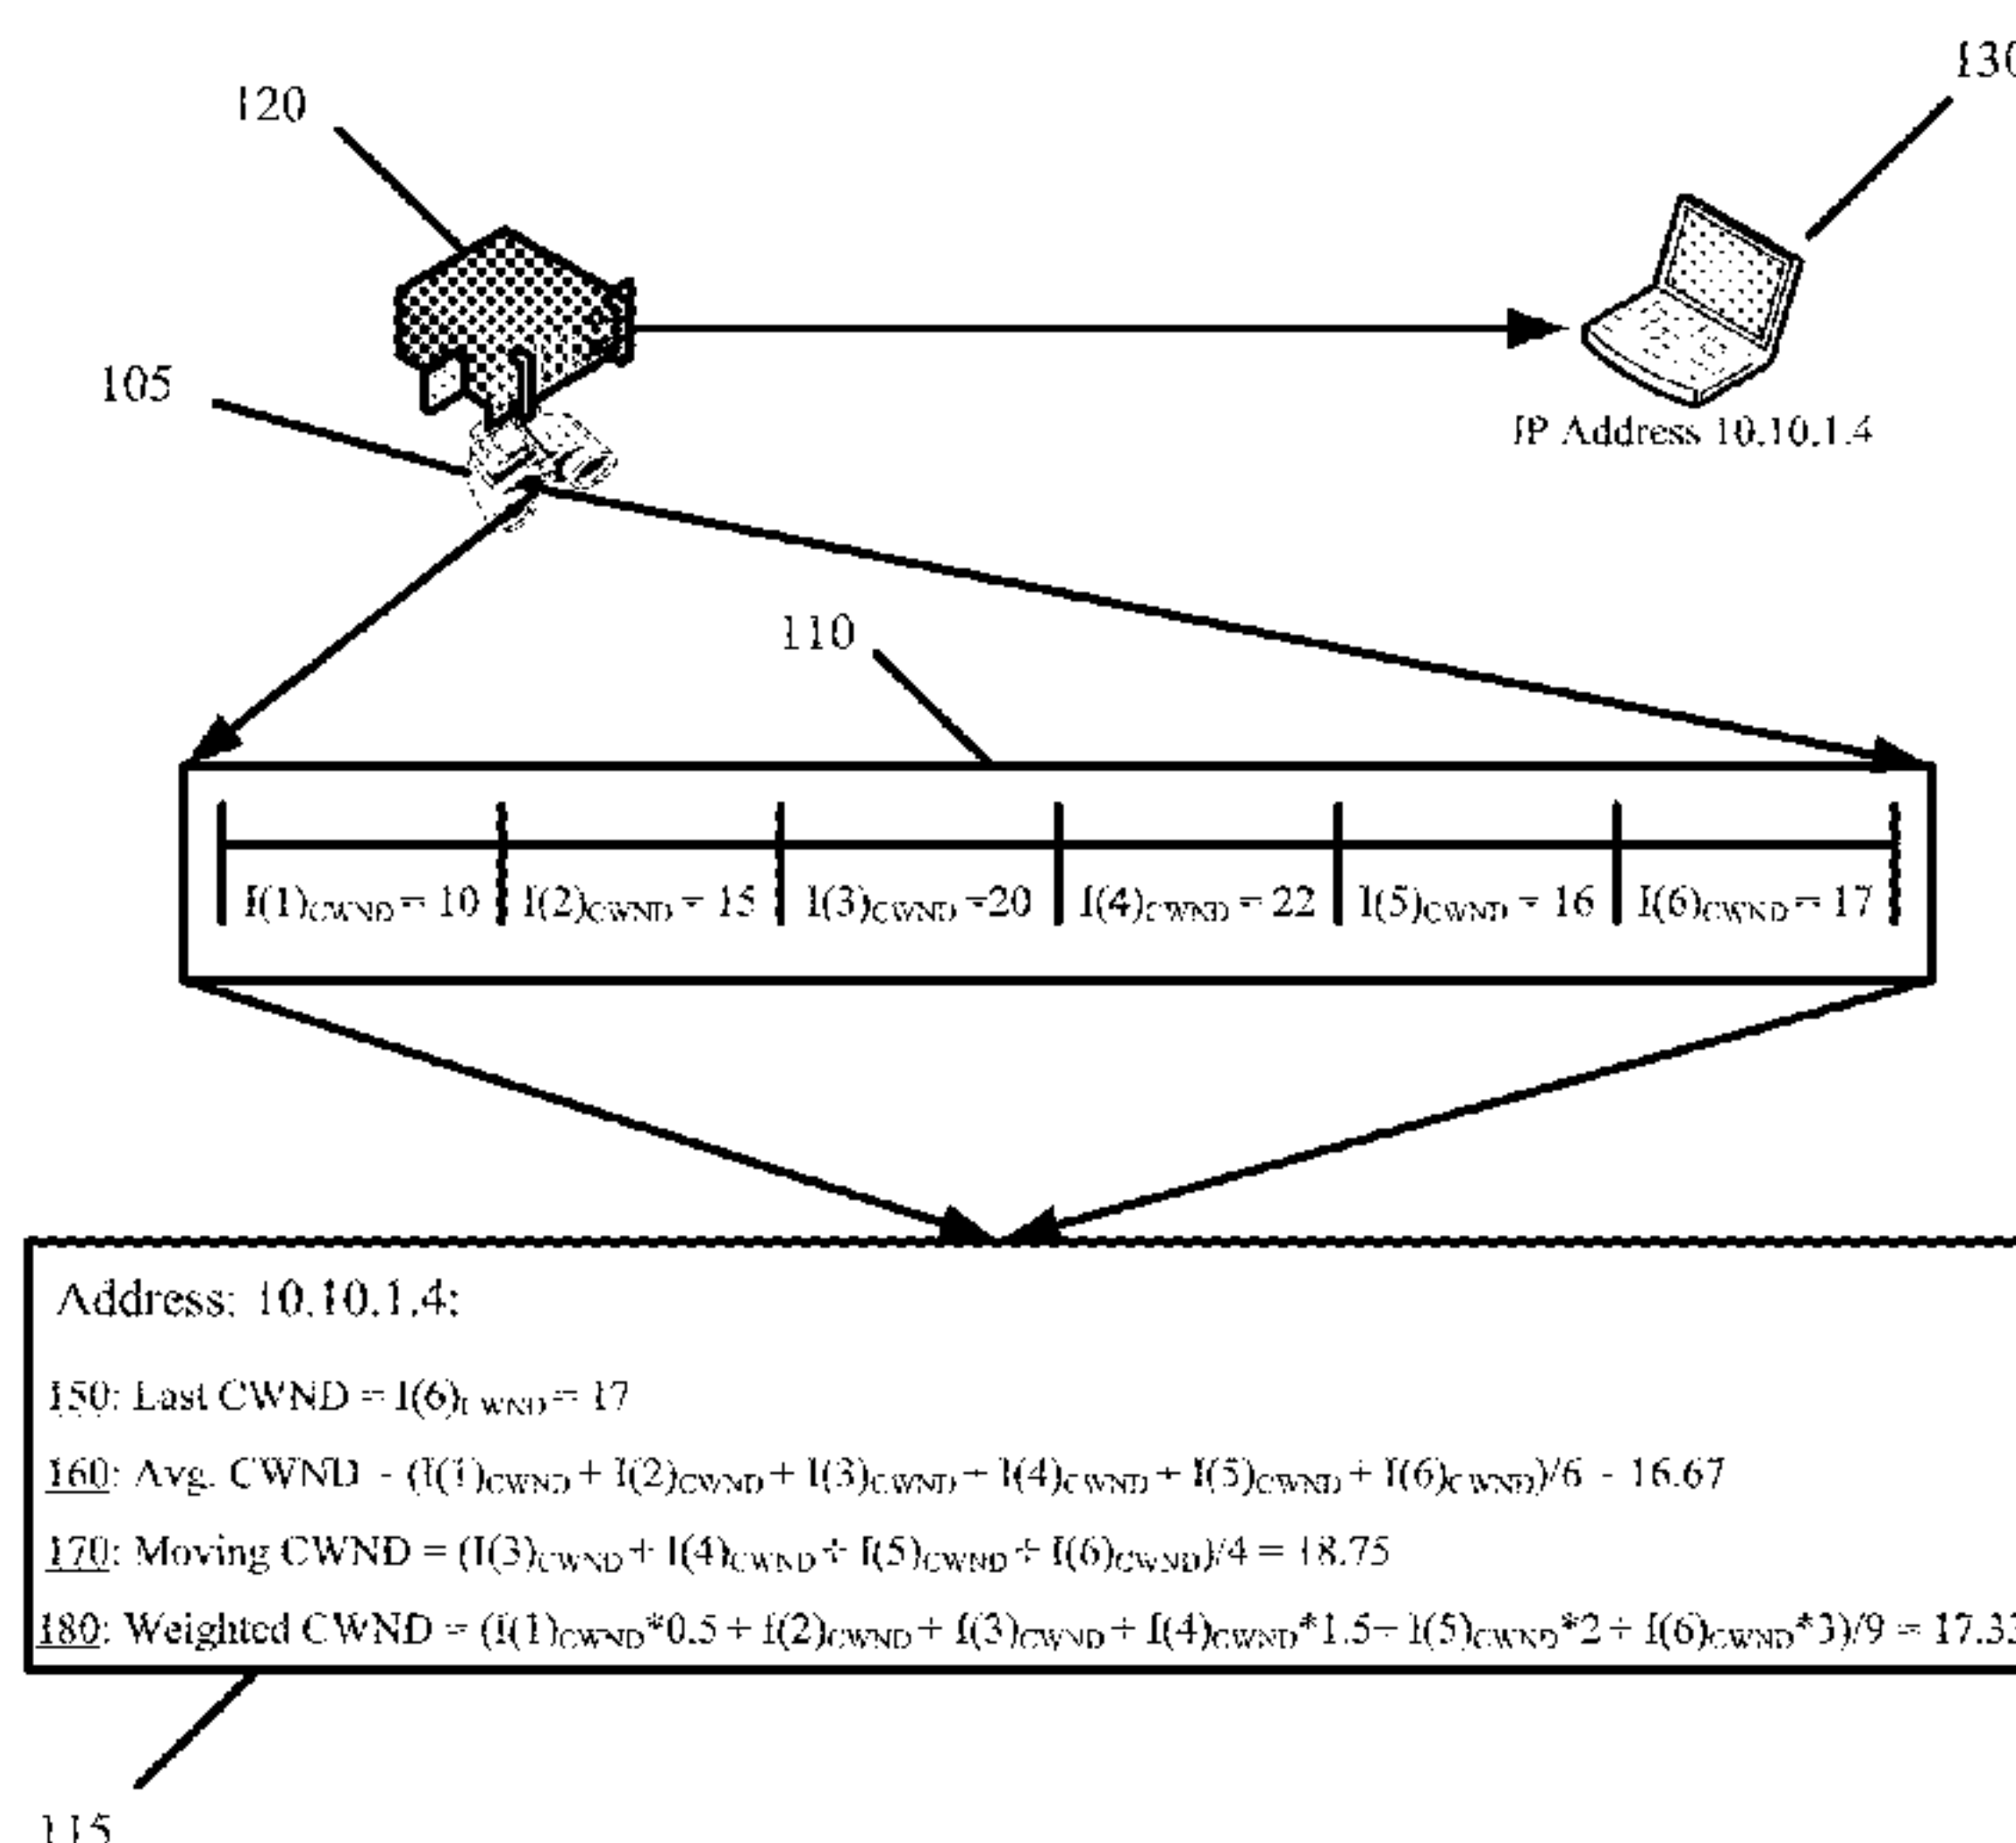 120
130
105
IP Address 10.10.1.4
110
I(1)CWND = 10 I(2)CWND = 15 I(3)CWND =20 I(4)CWND = 22 I(5)CWND = 16 I(6)CWND = 17
Address: 10.10.1.4:
150: Last CWND = I(6)CWND = 17
160: Avg. CWND = (I(1)CWND + I(2)CWND + I(3)CWND + I(4)CWND + I(5)CWND + I(6)CWND)/6 = 16.67
170: Moving CWND = (I(3)CWND + I(4)CWND + I(5)CWND + I(6)CWND)/4 = 18.75
180: Weighted CWND = (I(1)CWND*0.5 + I(2)CWND + I(3)CWND + I(4)CWND*1.5+ I(5)CWND*2 + I(6)CWND*3)/9 = 17.33
115